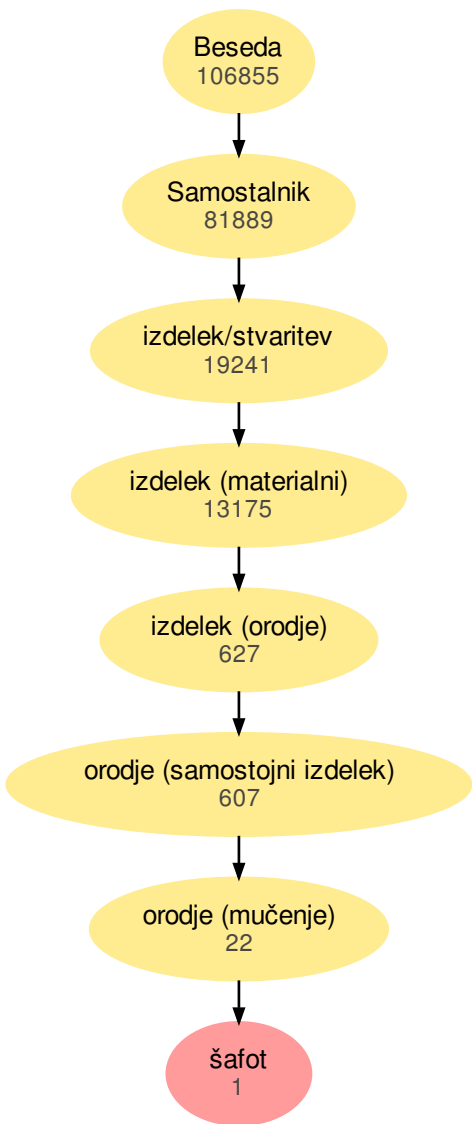 Beseda
106855
Samostalnik
81889
izdelek/stvaritev
19241
izdelek (materialni)
13175
izdelek (orodje)
627
orodje (samostojni izdelek)
607
orodje (mučenje)
22
šafot
1